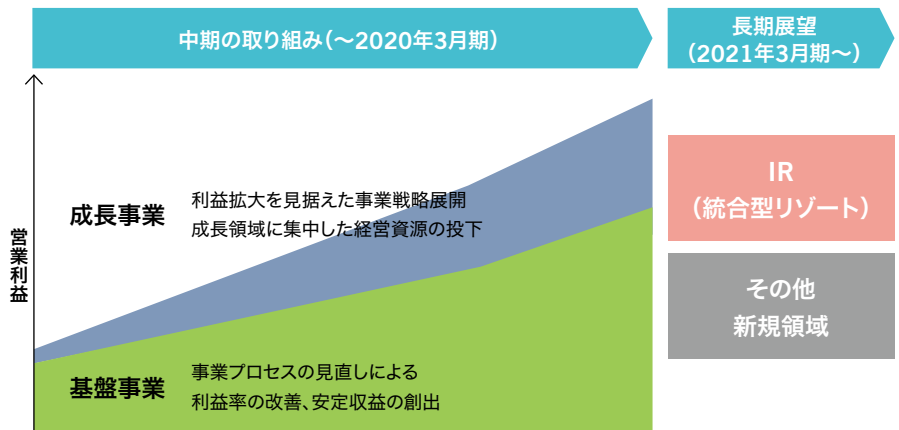 中期の取り組み（～2020年3月期）
長期展望
（2021年3月期～）
営業利益
成長事業
利益拡大を見据えた事業戦略展開
成長領域に集中した経営資源の投下
基盤事業
事業プロセスの見直しによる
利益率の改善、安定収益の創出
IR
（統合型リゾート）
その他
新規領域